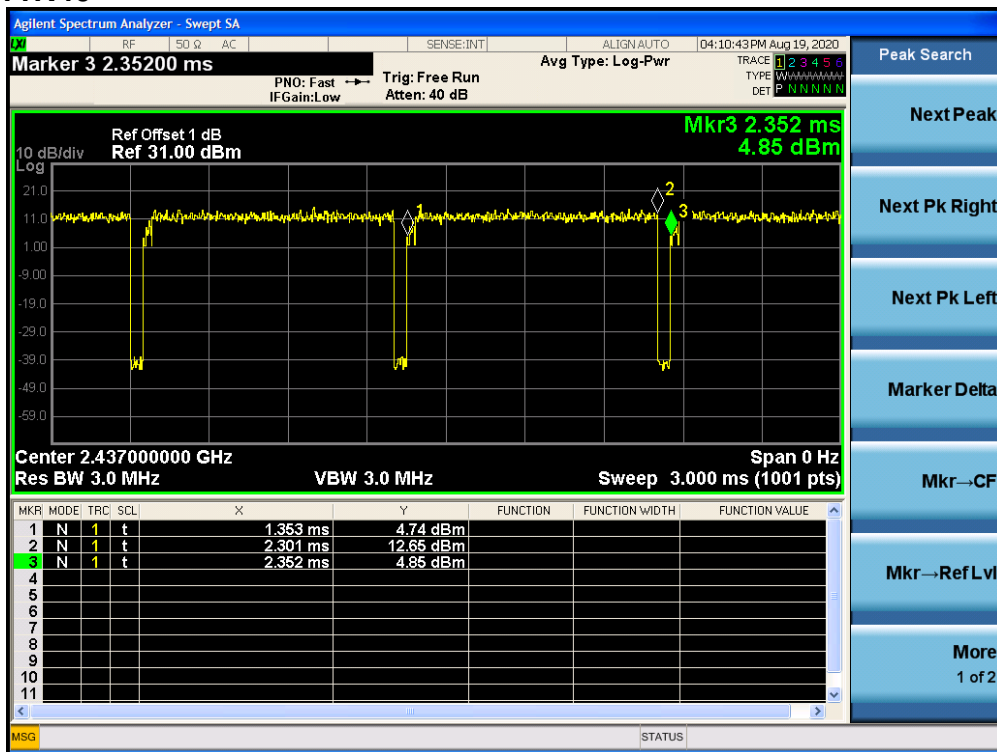 Agilent Spectrum Analyzer - Swept SA
LXI RF 50 Ω AC SENSE:INT ALIGN AUTO 04:10:43 PM Aug 19, 2020
Marker 3 2.35200 ms
PNO: Fast
IFGain:Low
Trig: Free Run
Atten: 40 dB
Avg Type: Log-Pwr
TRACE 1 2 3 4 5 6
TYPE W
DET P N N N N N
Peak Search
Mkr3 2.352 ms
4.85 dBm
Ref Offset 1 dB
10 dB/div Ref 31.00 dBm
Log
21.0
11.0
1.00
-9.00
-19.0
-29.0
-39.0
-49.0
-59.0
1
2
3
Center 2.437000000 GHz Span 0 Hz
Res BW 3.0 MHz VBW 3.0 MHz Sweep 3.000 ms (1001 pts)
MKR MODE TRC SCL X Y FUNCTION FUNCTION WIDTH FUNCTION VALUE
1 N 1 t 1.353 ms 4.74 dBm
2 N 1 t 2.301 ms 12.65 dBm
3 N 1 t 2.352 ms 4.85 dBm
4
5
6
7
8
9
10
11
MSG STATUS
Next Peak
Next Pk Right
Next Pk Left
Marker Delta
Mkr→CF
Mkr→Ref Lvl
More
1 of 2